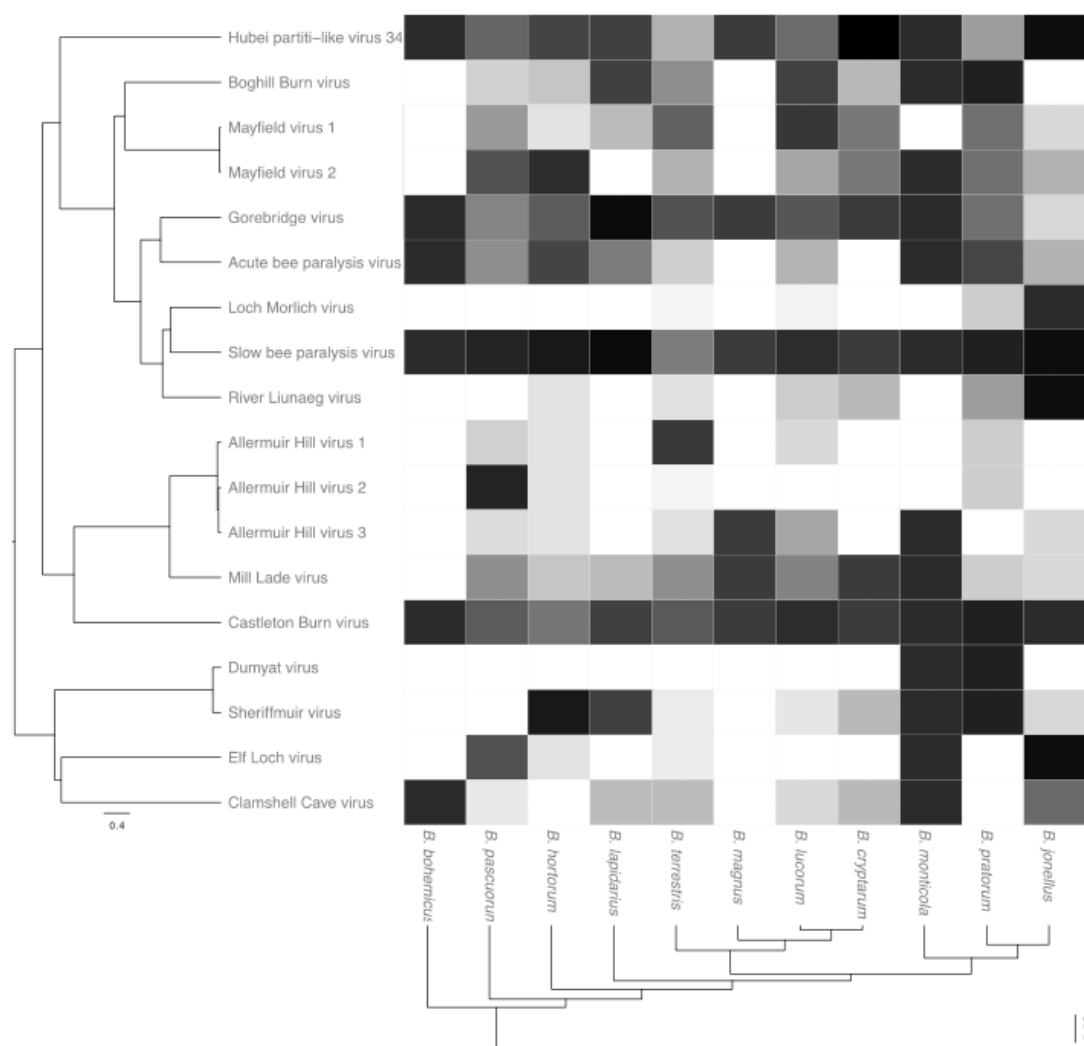 Hubei partiti-like virus 34
Boghill Burn virus
Mayfield virus 1
Mayfield virus 2
Gorebridge virus
Acute bee paralysis virus
Loch Morlich virus
Slow bee paralysis virus
River Liunaeg virus
Allermuir Hill virus 1
Allermuir Hill virus 2
Allermuir Hill virus 3
Mill Lade virus
Castleton Burn virus
Dumyat virus
Sheriffmuir virus
Elf Loch virus
Clamshell Cave virus
0.4
B. bohemicus
B. pascuorun
B. hortorum
B. lapidarius
B. terrestris
B. magnus
B. lucorum
B. cryptarum
B. monticola
B. pratorum
B. jonellus